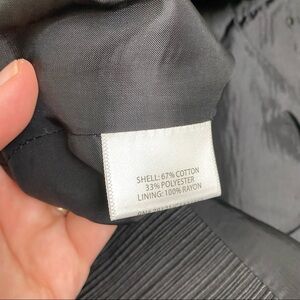 SHELL: 67% COTTON
33% POLYESTER
LINING: 100% RAYON